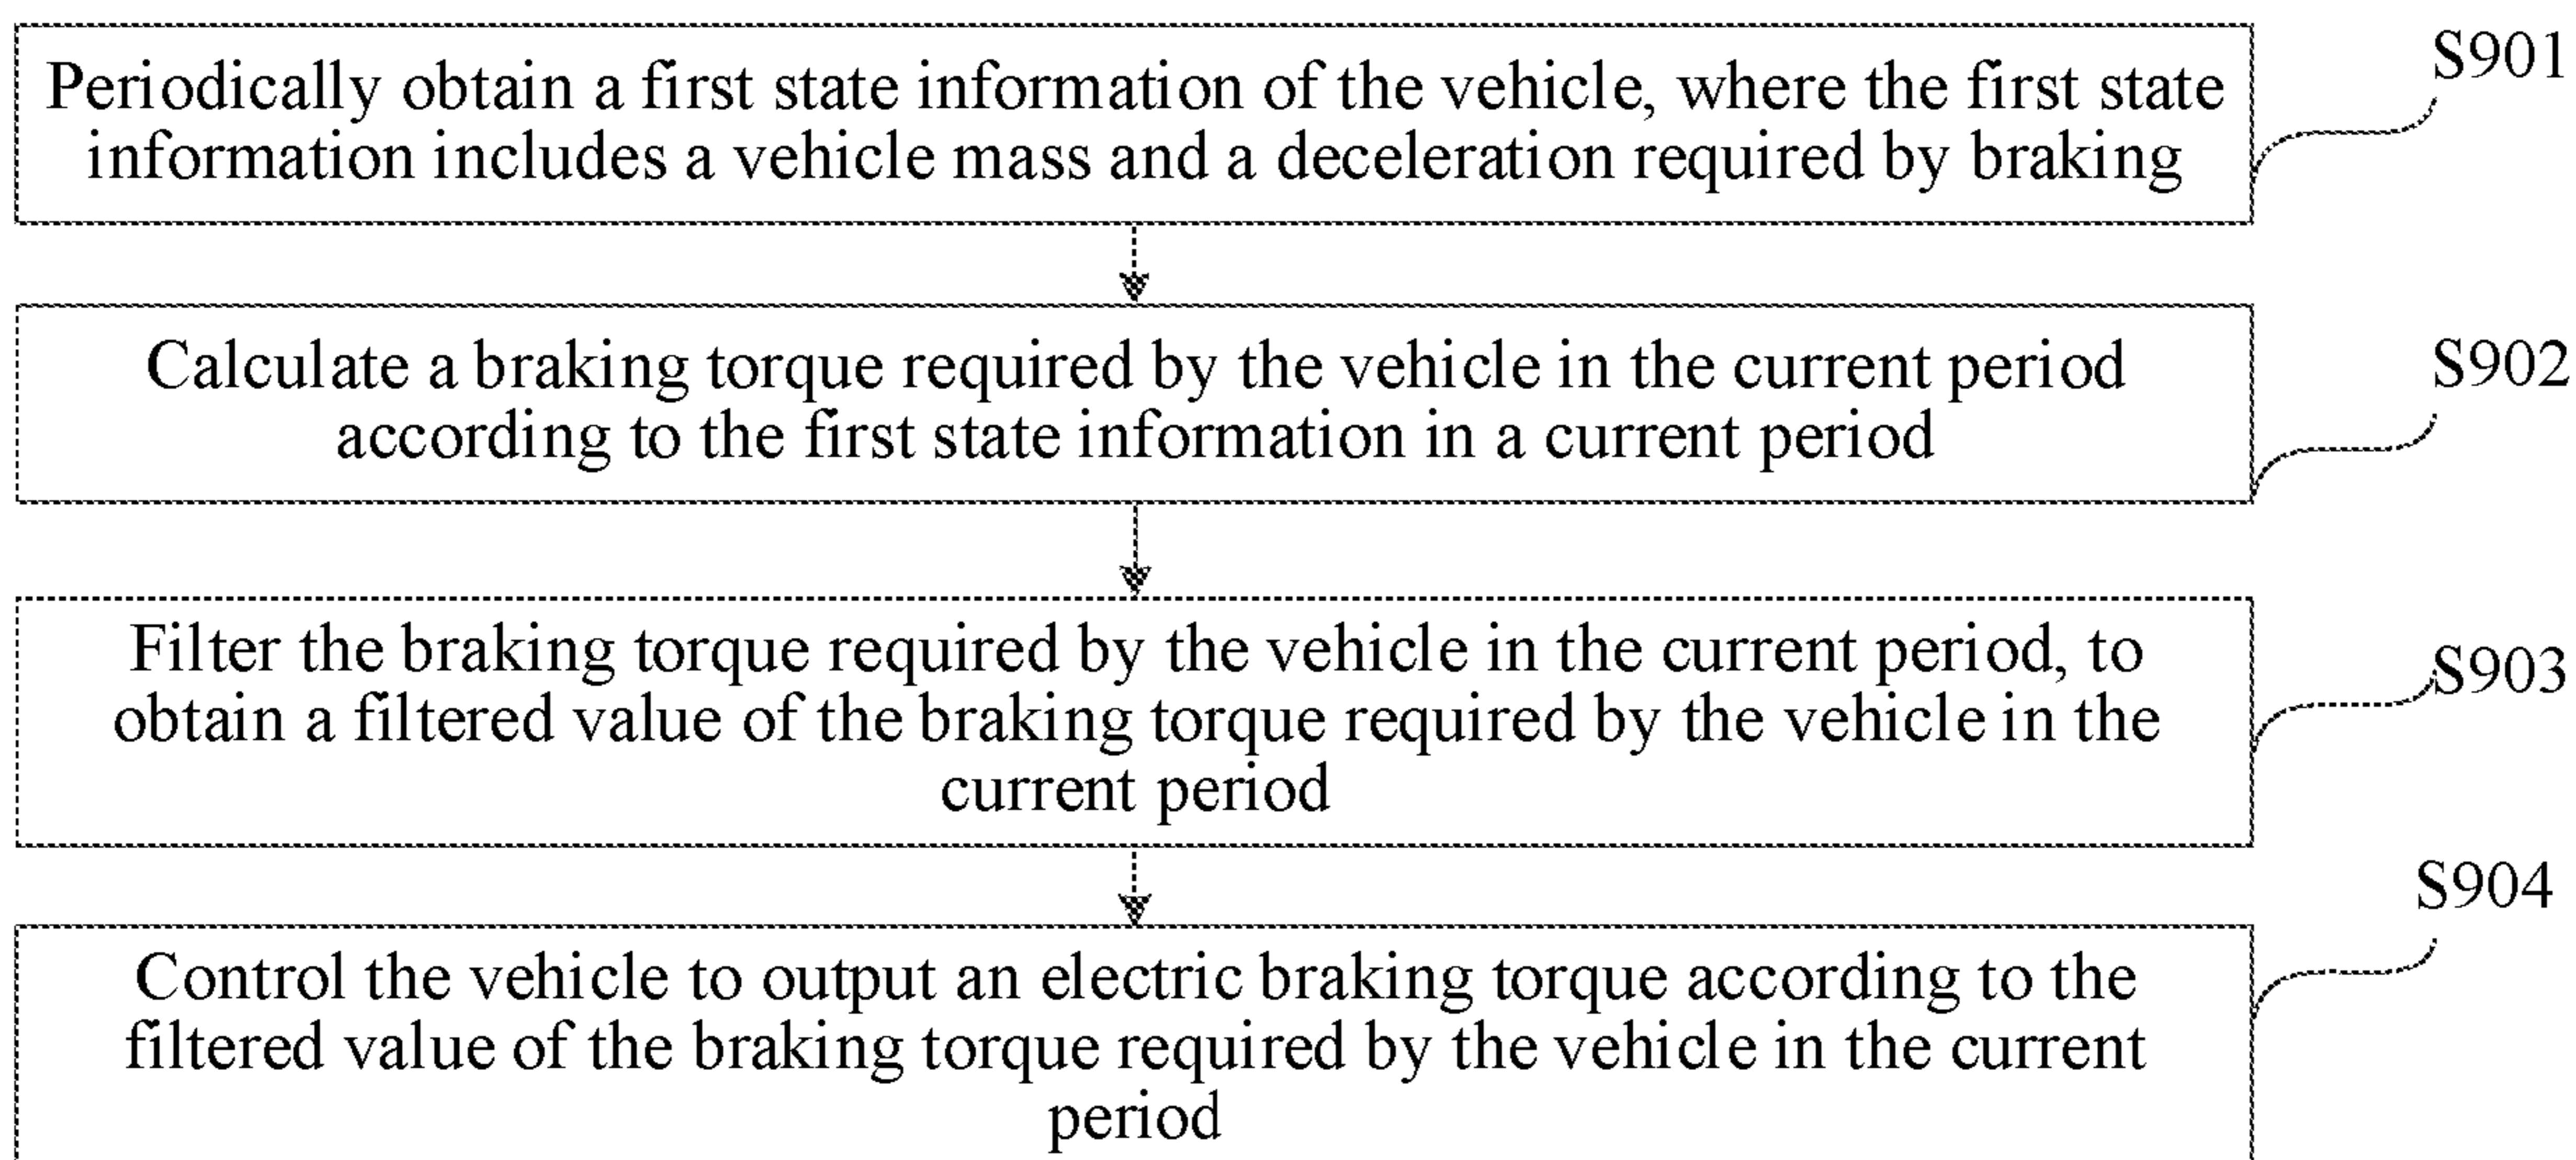 Periodically obtain a first state information of the vehicle, where the first state
information includes a vehicle mass and a deceleration required by braking
S901
Calculate a braking torque required by the vehicle in the current period
according to the first state information in a current period
S902
Filter the braking torque required by the vehicle in the current period, to
obtain a filtered value of the braking torque required by the vehicle in the
current period
S903
Control the vehicle to output an electric braking torque according to the
filtered value of the braking torque required by the vehicle in the current
period
S904